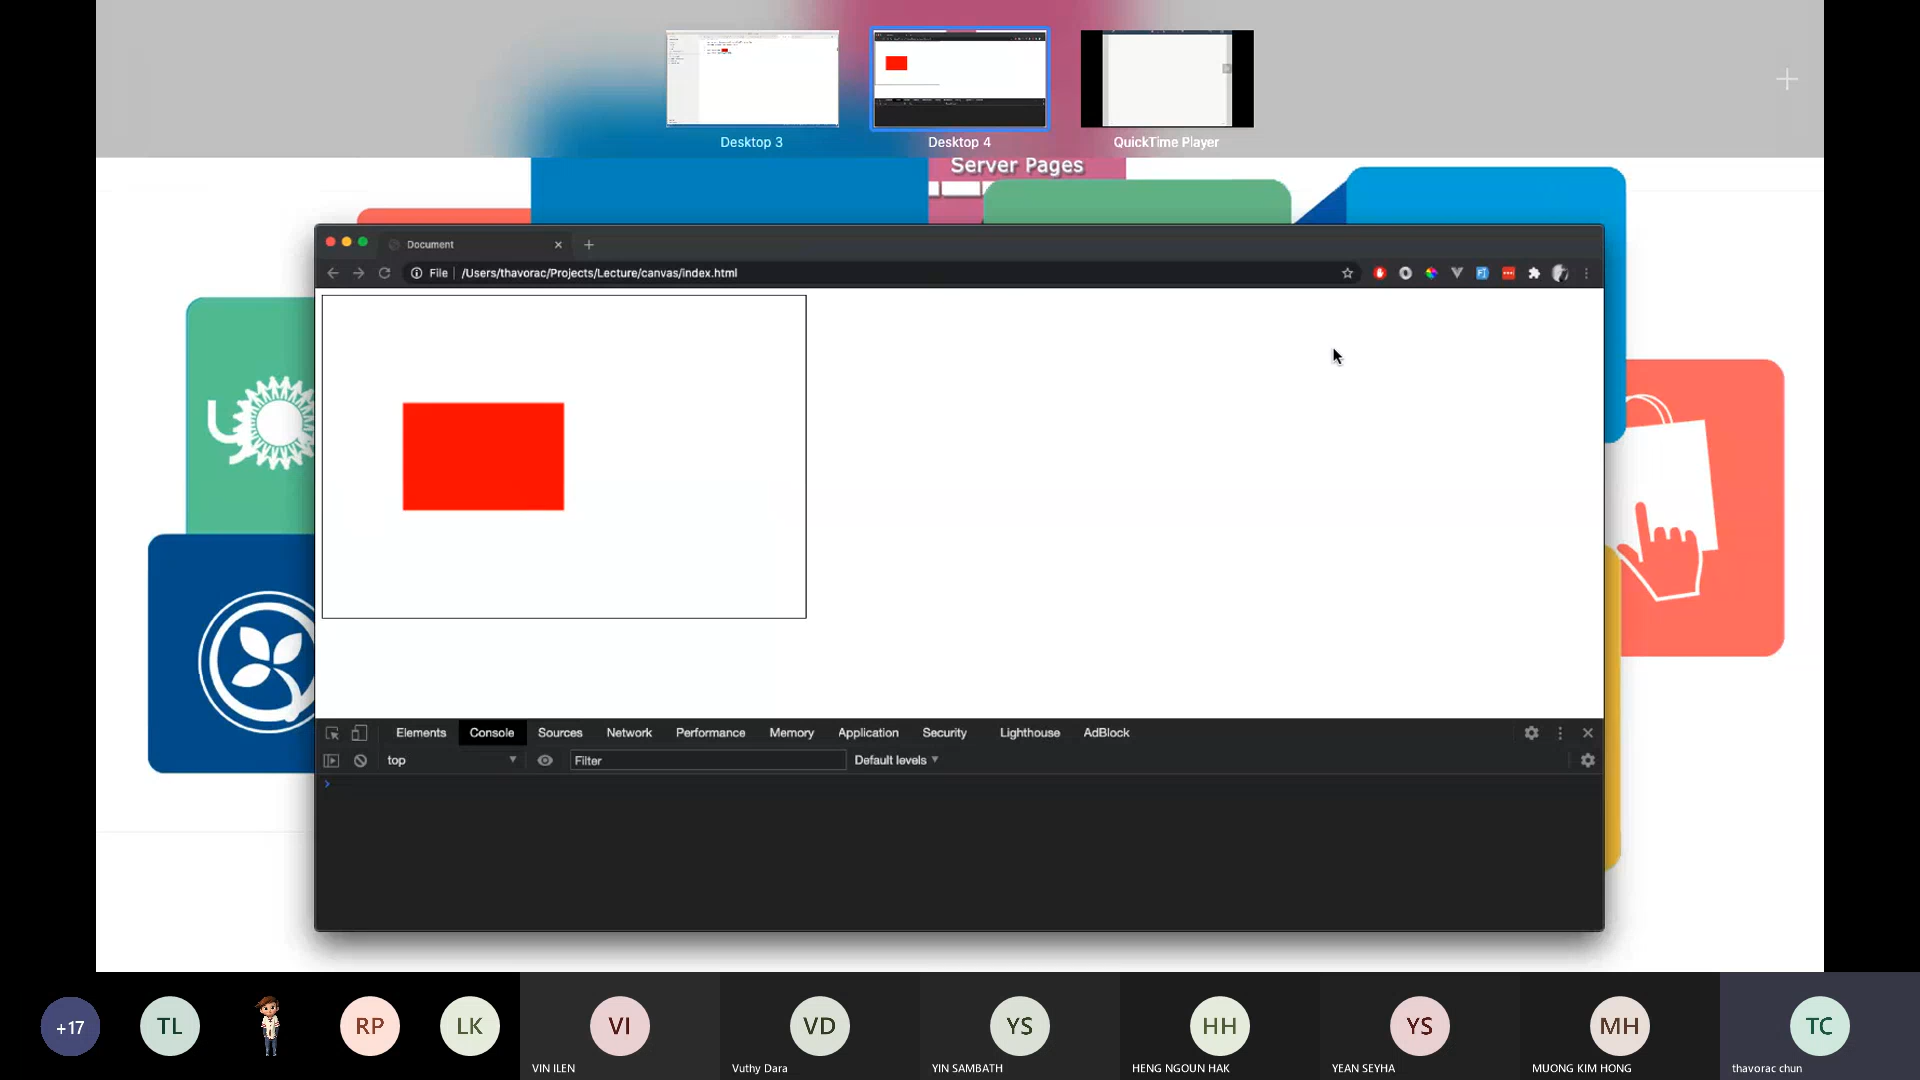 Desktop 3
Desktop 4
QuickTime Player
Server Pages
Document
File
/Users/thavorac/Projects/Lecture/canvas/index.html
Elements
Console
Sources
Network
Performance
Memory
Application
Security
Lighthouse
AdBlock
top
Filter
Default levels
+17
TL
RP
LK
VI
VD
YS
HH
YS
MH
TC
VIN ILEN
Vuthy Dara
YIN SAMBATH
HENG NGOUN HAK
YEAN SEYHA
MUONG KIM HONG
thavorac chun